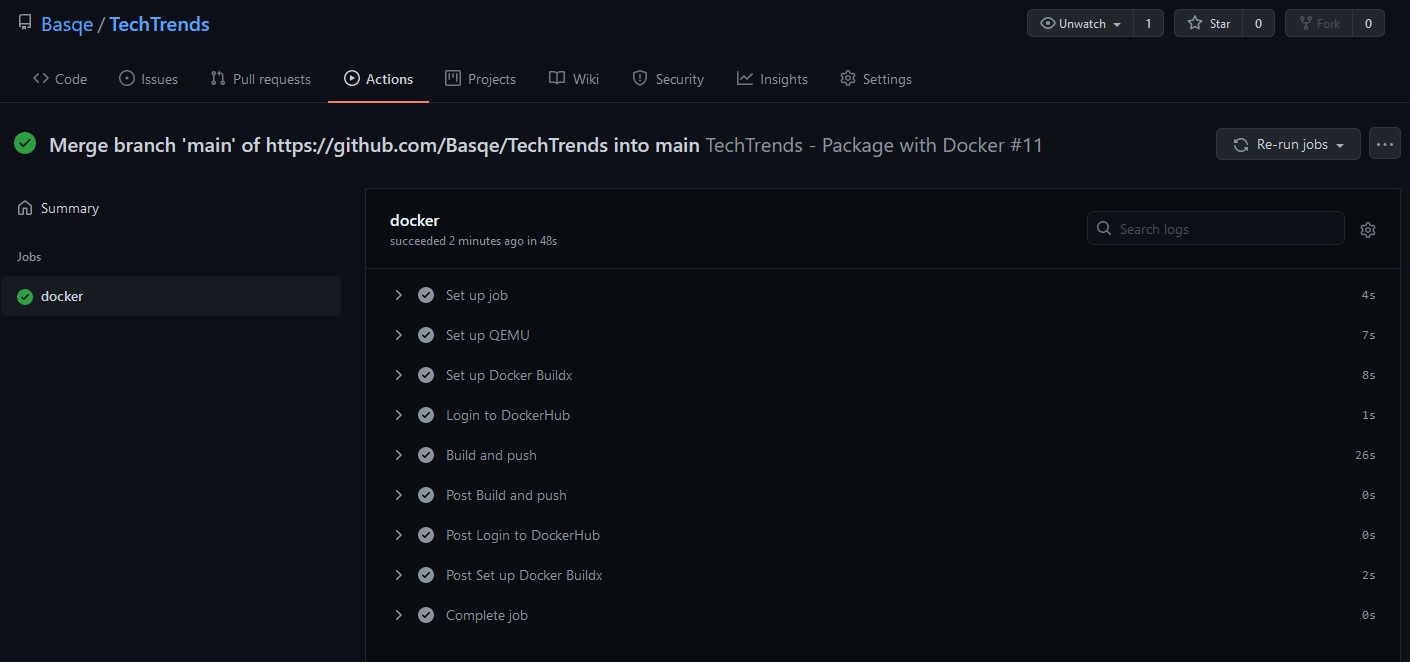 Basqe / TechTrends
Unwatch 1 Star 0 Fork 0
Code Issues Pull requests Actions Projects Wiki Security Insights Settings
Merge branch 'main' of https://github.com/Basqe/TechTrends into main TechTrends - Package with Docker #11
Re-run jobs ...
Summary
Jobs
docker
docker
succeeded 2 minutes ago in 48s
Search logs
Set up job 4s
Set up QEMU 7s
Set up Docker Buildx 8s
Login to DockerHub 1s
Build and push 26s
Post Build and push 0s
Post Login to DockerHub 0s
Post Set up Docker Buildx 2s
Complete job 0s